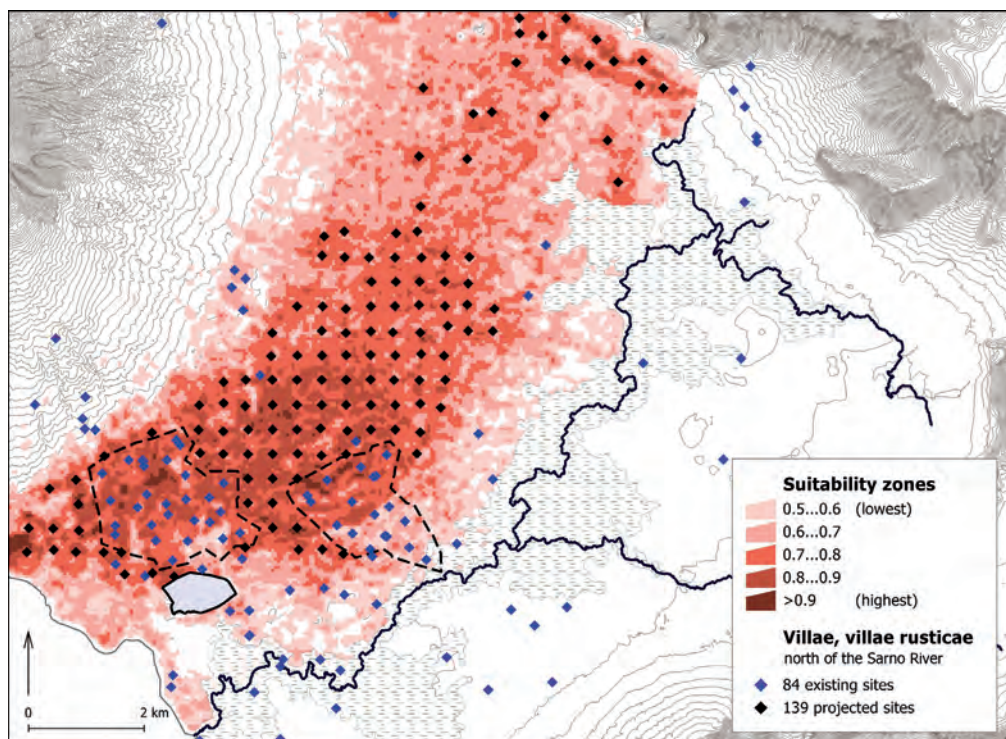 Suitability zones
0.5...0.6 (lowest)
0.6...0.7
0.7...0.8
0.8...0.9
>0.9 (highest)
Villae, villae rusticae
north of the Sarno River
84 existing sites
139 projected sites
0 2 km